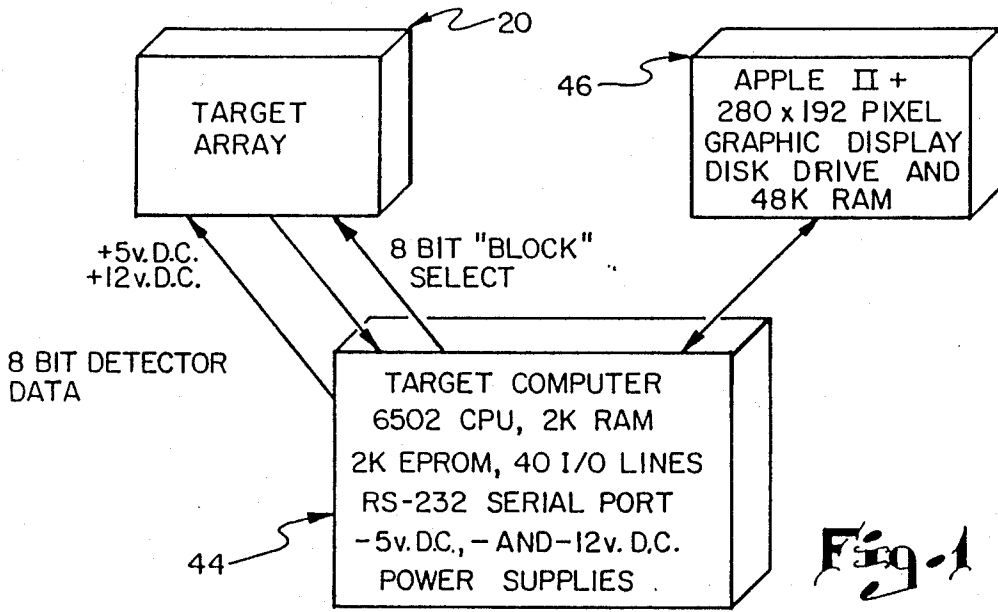 20
TARGET
ARRAY
46
APPLE II +
280 x 192 PIXEL
GRAPHIC DISPLAY
DISK DRIVE AND
48K RAM
+5v. D.C.
+12v. D.C.
8 BIT "BLOCK"
SELECT
8 BIT DETECTOR
DATA
TARGET COMPUTER
6502 CPU, 2K RAM
2K EPROM, 40 I/O LINES
RS-232 SERIAL PORT
-5v. D.C., - AND -12v. D.C.
POWER SUPPLIES
44
Fig. 1